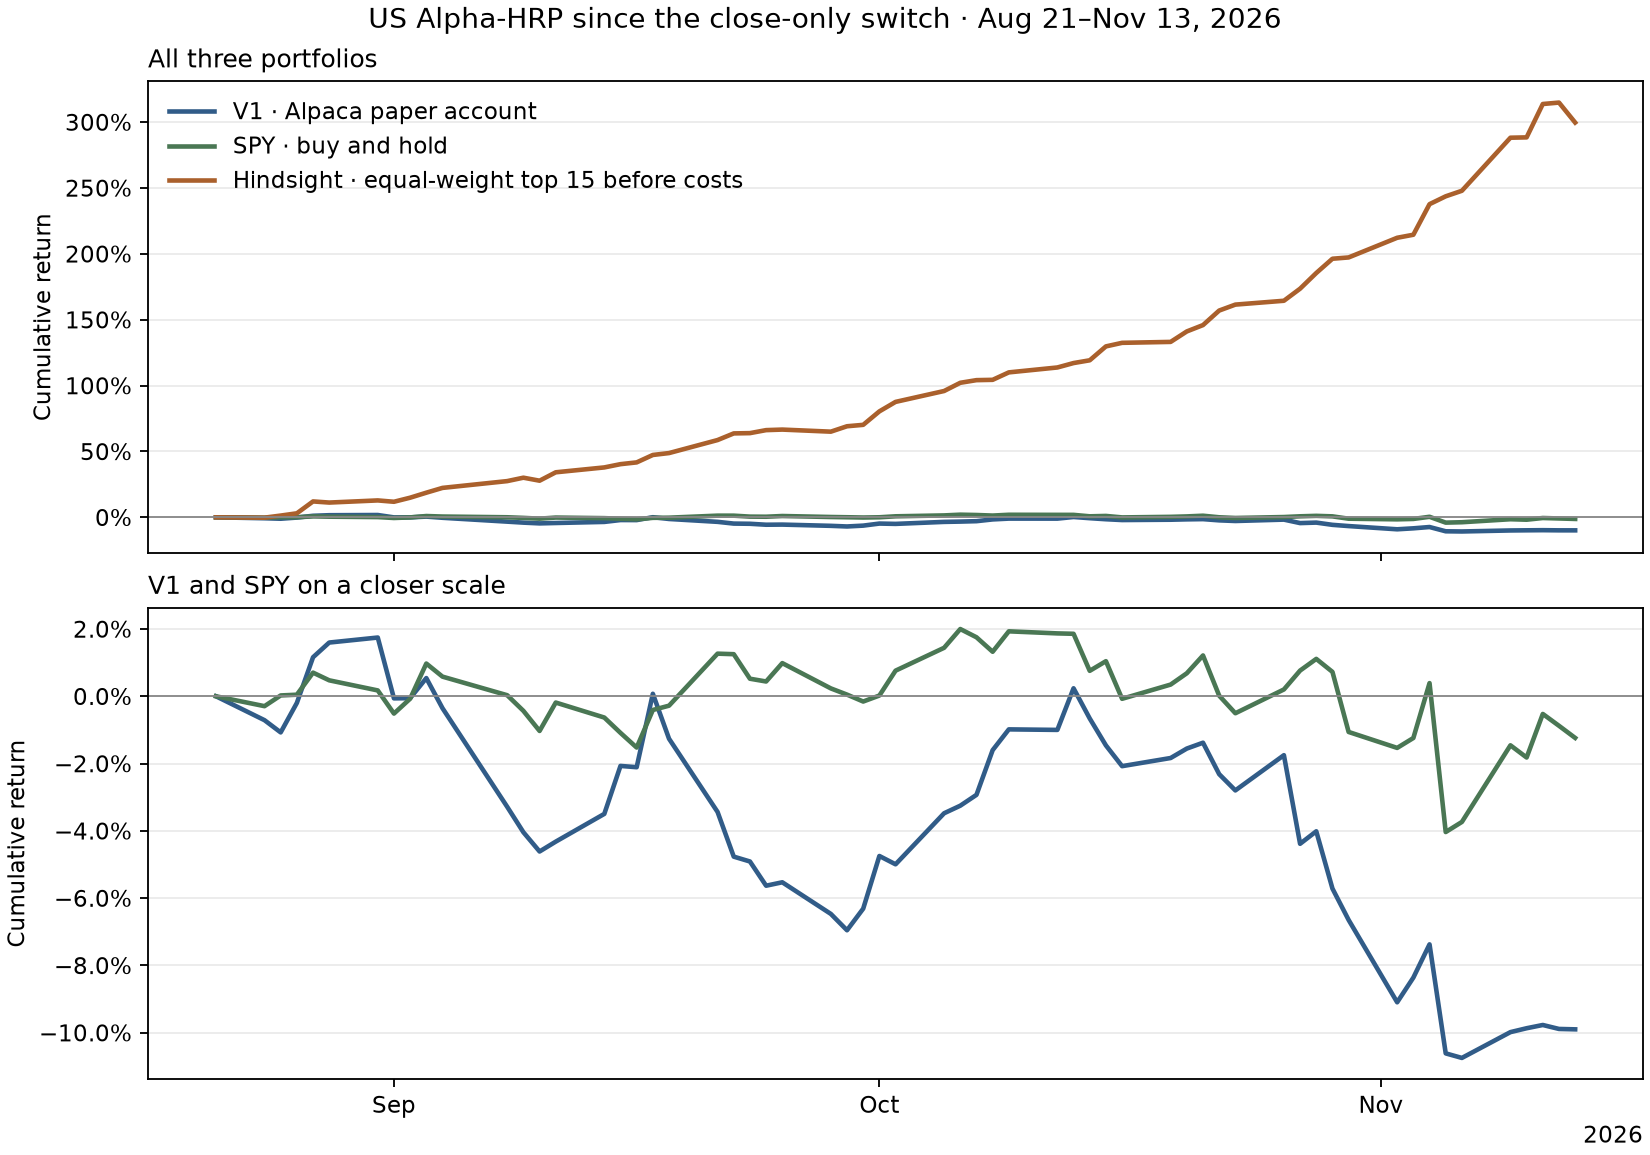 US Alpha-HRP since the close-only switch · Aug 21–Nov 13, 2026
All three portfolios
V1 · Alpaca paper account
SPY · buy and hold
Hindsight · equal-weight top 15 before costs
Cumulative return
300%
250%
200%
150%
100%
50%
0%
V1 and SPY on a closer scale
Cumulative return
2.0%
0.0%
−2.0%
−4.0%
−6.0%
−8.0%
−10.0%
Sep Oct Nov
2026